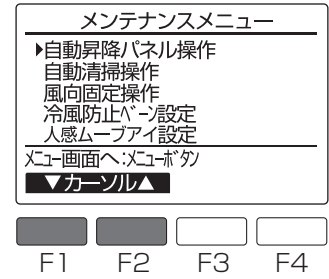 メンテナンスメニュー
▶自動昇降パネル操作
自動清掃操作
風向固定操作
冷風防止ベーン設定
人感ムーブアイ設定
メニュー画面へ:メニューボタン
▼カーソル▲
F1 F2 F3 F4